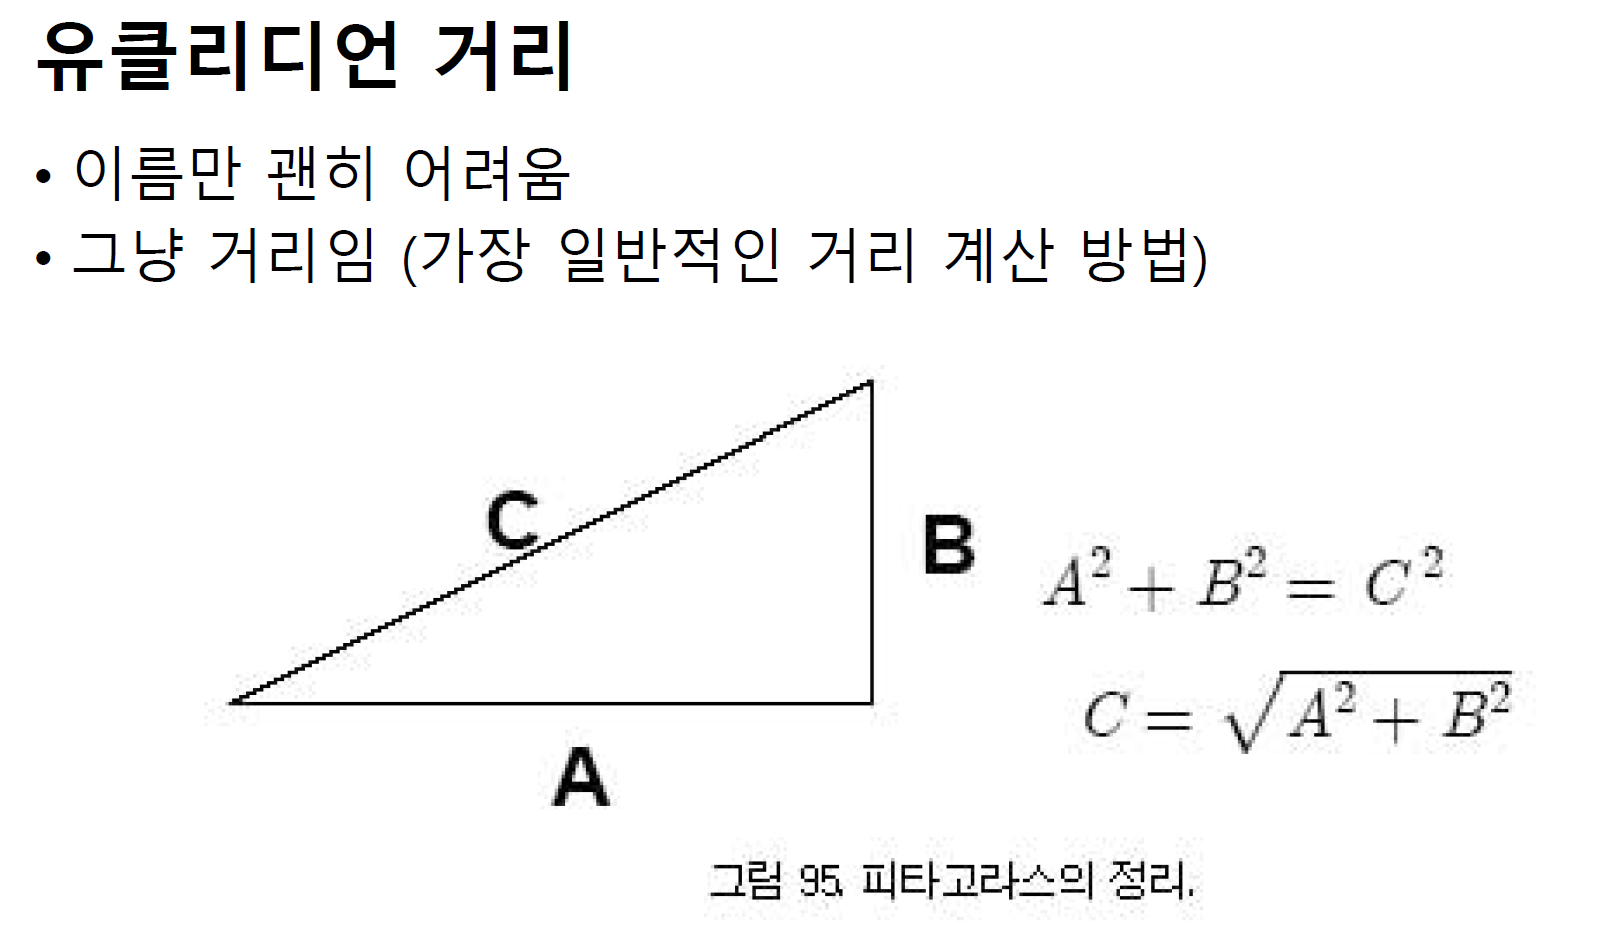 유클리디언 거리
• 이름만 괜히 어려움
• 그냥 거리임 (가장 일반적인 거리 계산 방법)
C
B
A² + B² = C²
C = √(A² + B²)
A
그림 95. 피타고라스의 정리.